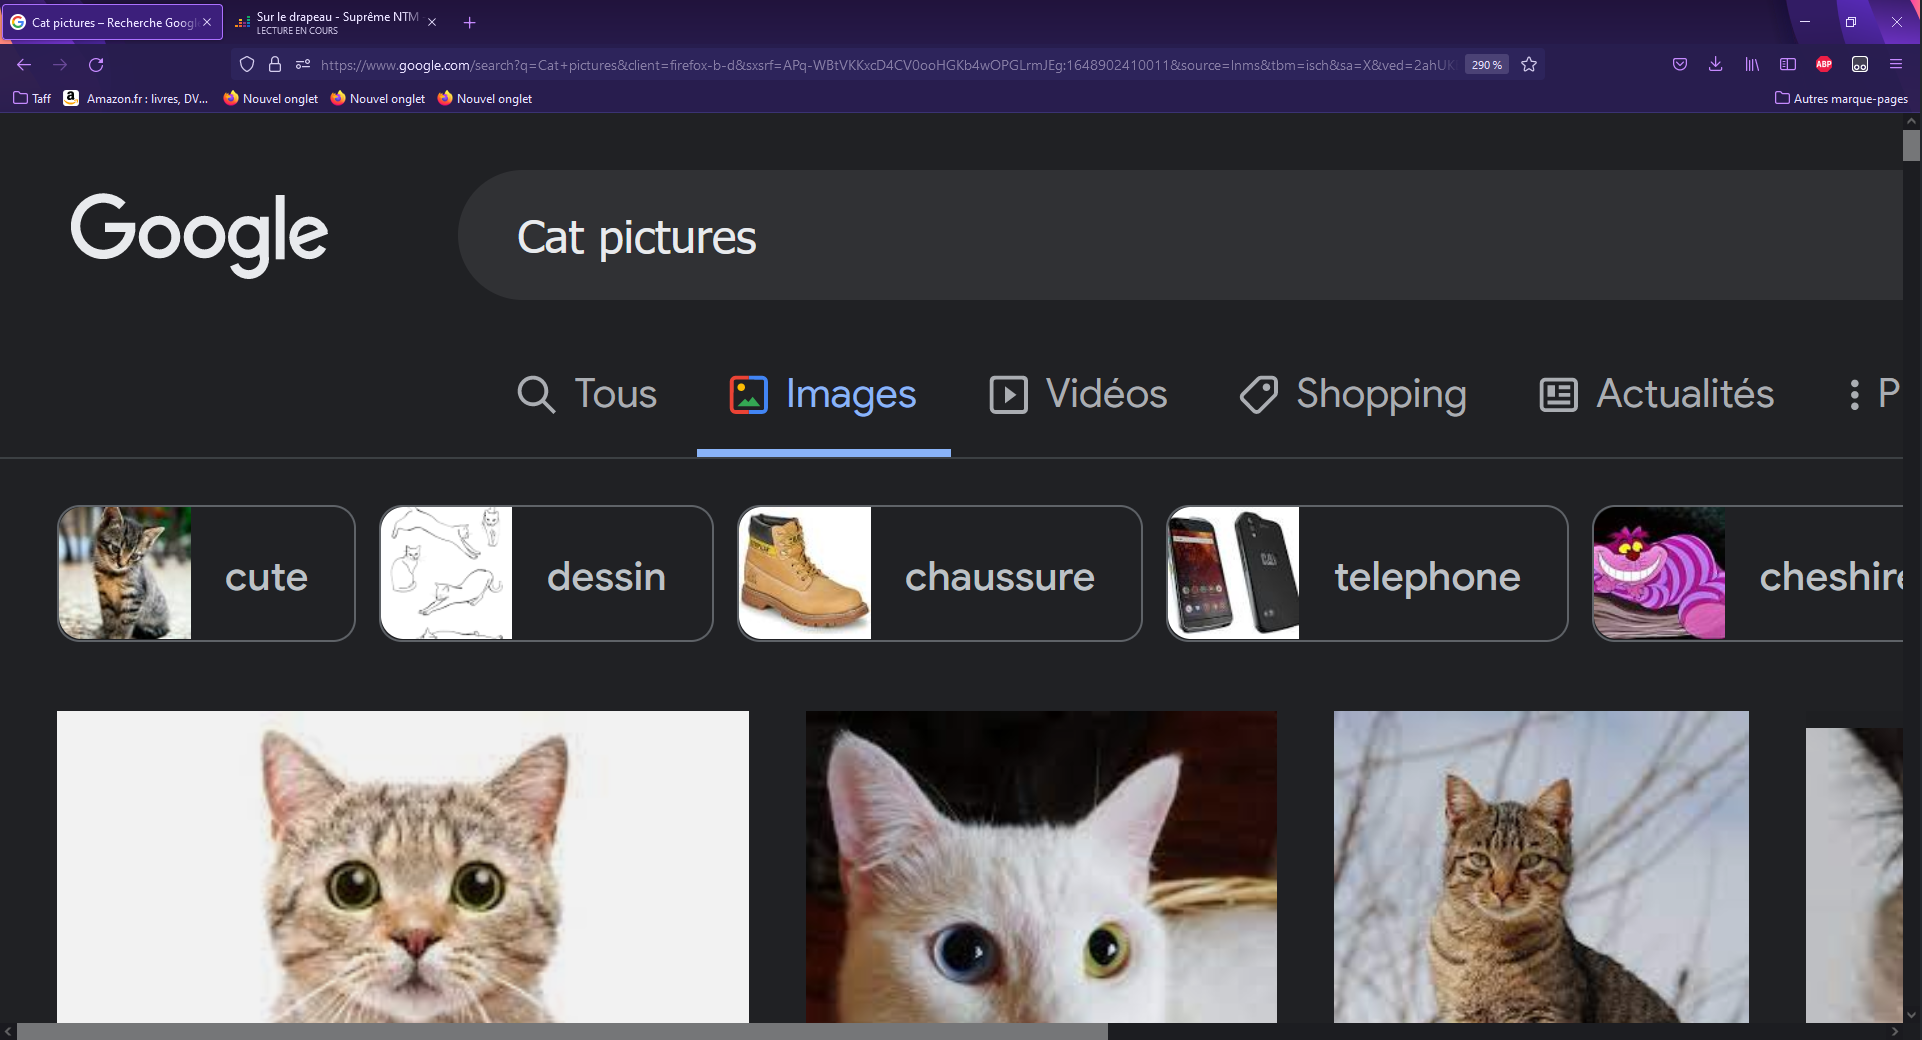 Cat pictures – Recherche Googl
Sur le drapeau - Suprême NTM
LECTURE EN COURS
https://www.google.com/search?q=Cat+pictures&client=firefox-b-d&sxsrf=APq-WBtVKKxcD4CV0ooHGKb4wOPGLrmJEg:1648902410011&source=lnms&tbm=isch&sa=X&ved=2ahUK
290 %
ABP
Taff
Amazon.fr : livres, DV...
Nouvel onglet
Nouvel onglet
Nouvel onglet
Autres marque-pages
Google
Cat pictures
Tous
Images
Vidéos
Shopping
Actualités
P
cute
dessin
chaussure
telephone
cheshire